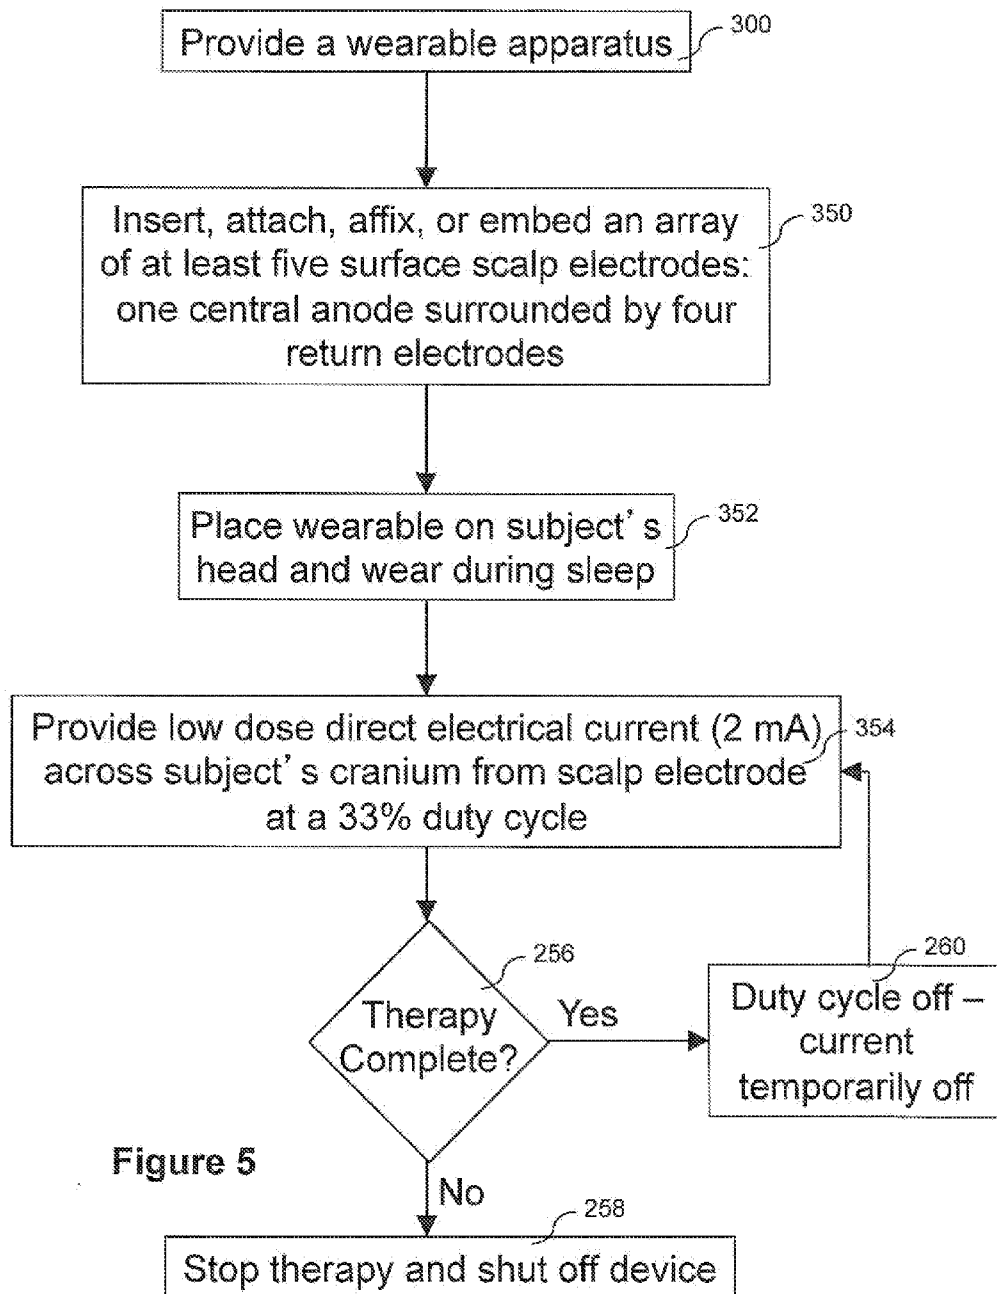 Provide a wearable apparatus
300
Insert, attach, affix, or embed an array
of at least five surface scalp electrodes:
one central anode surrounded by four
return electrodes
350
Place wearable on subject's
head and wear during sleep
352
Provide low dose direct electrical current (2 mA)
across subject's cranium from scalp electrode
at a 33% duty cycle
354
Therapy
Complete?
256
Yes
Duty cycle off –
current
temporarily off
260
Figure 5
No
Stop therapy and shut off device
258